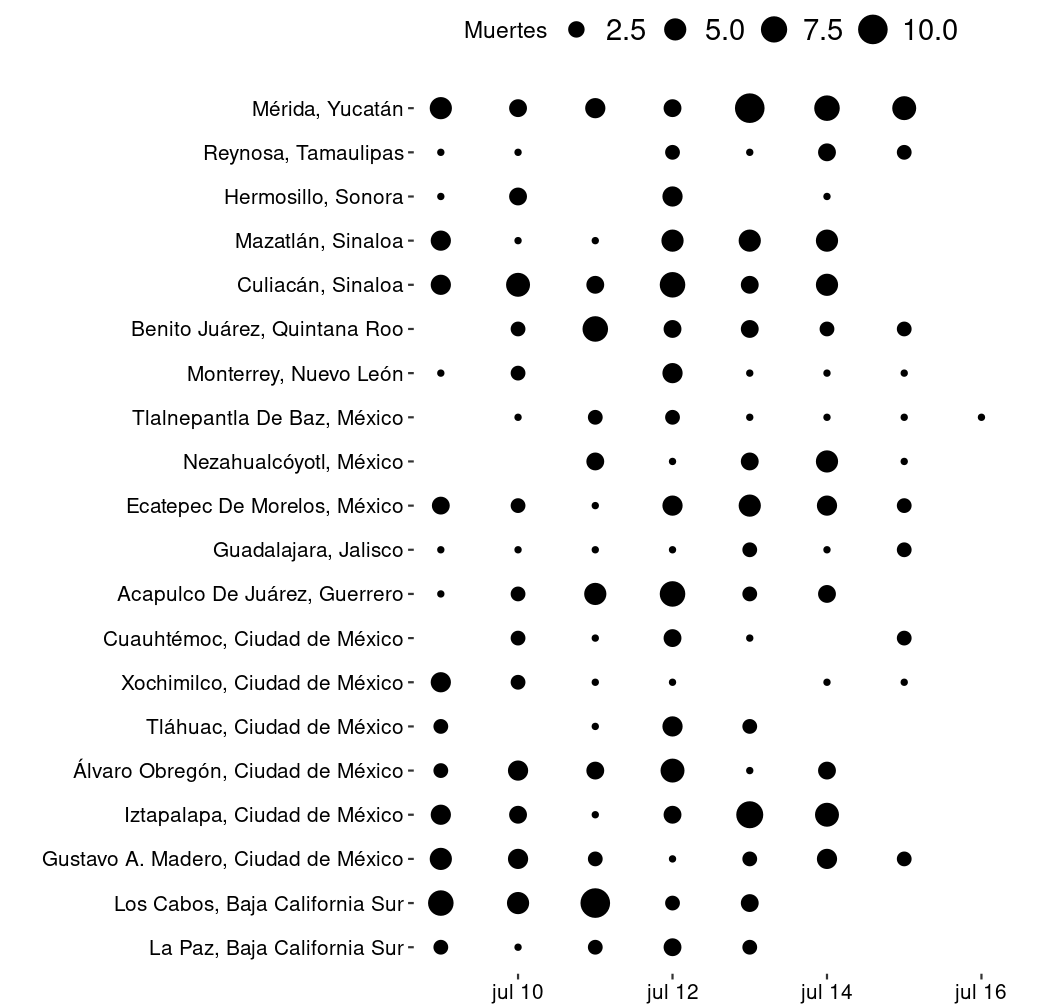 Muertes 2.5 5.0 7.5 10.0
Mérida, Yucatán
Reynosa, Tamaulipas
Hermosillo, Sonora
Mazatlán, Sinaloa
Culiacán, Sinaloa
Benito Juárez, Quintana Roo
Monterrey, Nuevo León
Tlalnepantla De Baz, México
Nezahualcóyotl, México
Ecatepec De Morelos, México
Guadalajara, Jalisco
Acapulco De Juárez, Guerrero
Cuauhtémoc, Ciudad de México
Xochimilco, Ciudad de México
Tláhuac, Ciudad de México
Álvaro Obregón, Ciudad de México
Iztapalapa, Ciudad de México
Gustavo A. Madero, Ciudad de México
Los Cabos, Baja California Sur
La Paz, Baja California Sur
jul 10 jul 12 jul 14 jul 16